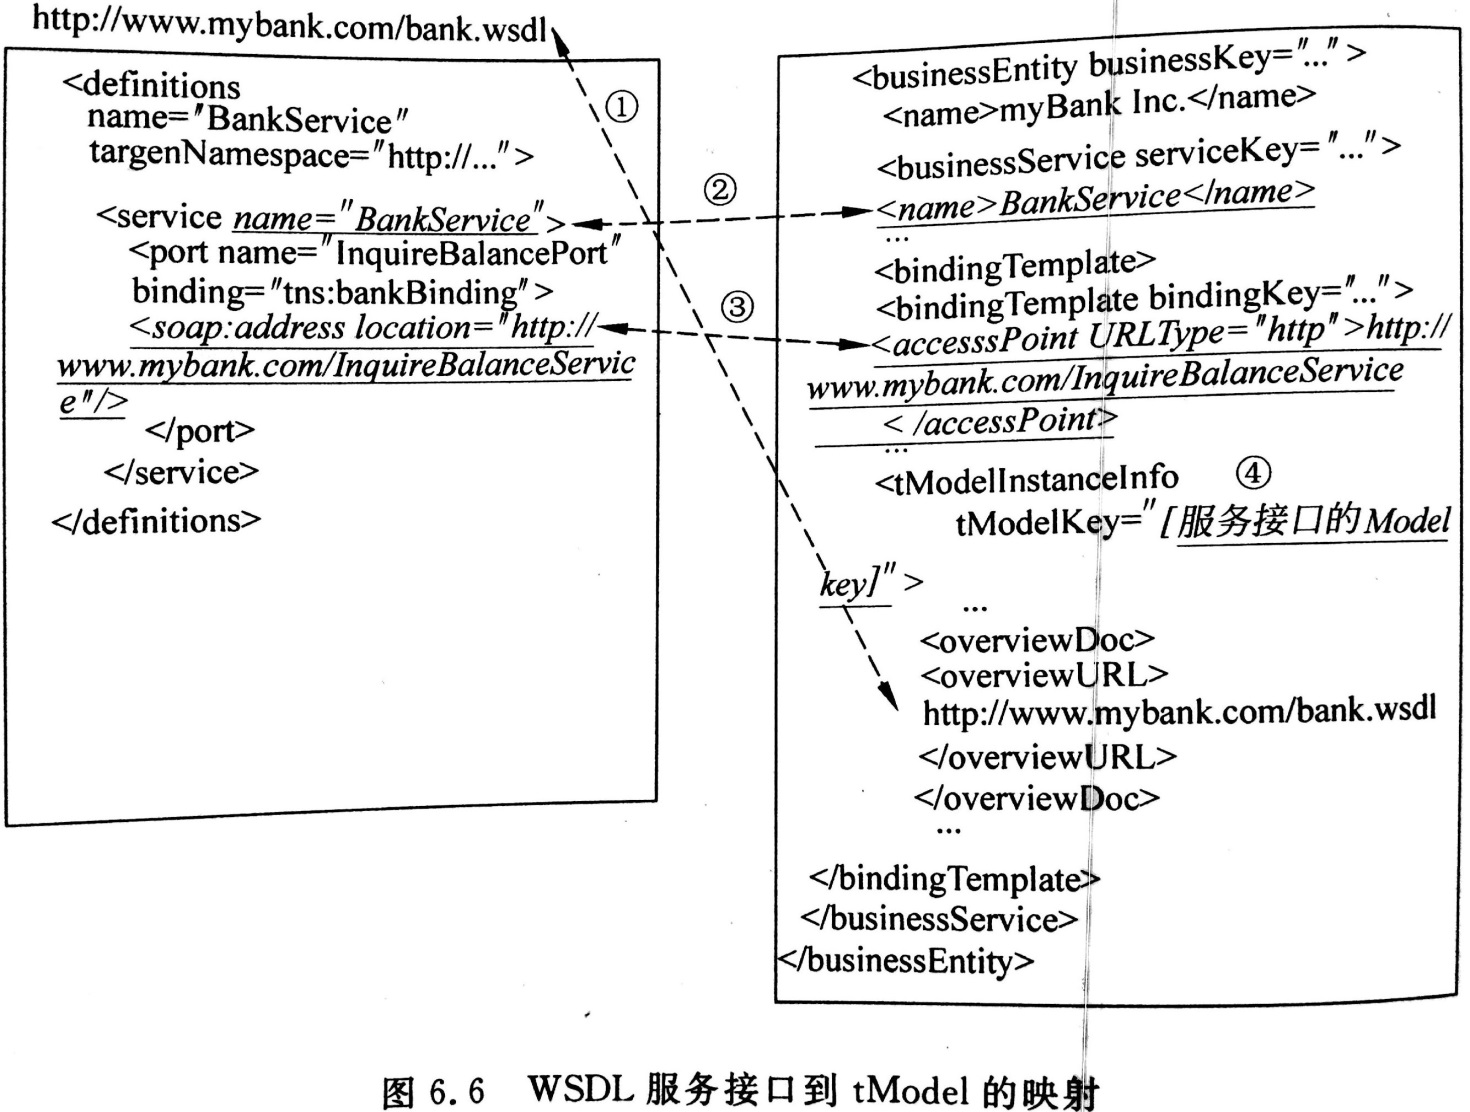 http://www.mybank.com/bank.wsdl
<definitions
name="BankService"
targenNamespace="http://...">
<service name="BankService">
<port name="InquireBalancePort"
binding="tns:bankBinding">
<soap:address location="http://
www.mybank.com/InquireBalanceServic
e"/>
</port>
</service>
</definitions>
①
②
③
<businessEntity businessKey="...">
<name>myBank Inc.</name>
<businessService serviceKey="...">
<name>BankService</name>
...
<bindingTemplate>
<bindingTemplate bindingKey="...">
<accesssPoint URLType="http">http://
www.mybank.com/InquireBalanceService
< /accessPoint>
...
<tModelInstanceInfo ④
tModelKey="[服务接口的Model
key]">
...
<overviewDoc>
<overviewURL>
http://www.mybank.com/bank.wsdl
</overviewURL>
</overviewDoc>
...
</bindingTemplate>
</businessService>
</businessEntity>
图 6.6 WSDL 服务接口到 tModel 的映射